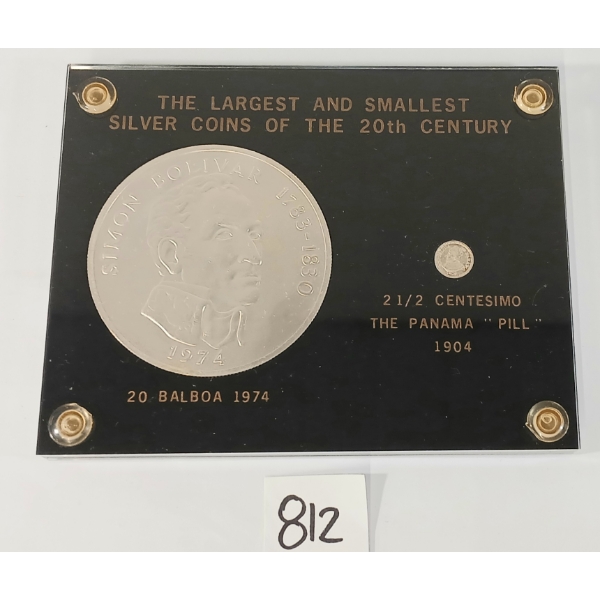 THE LARGEST AND SMALLEST
SILVER COINS OF THE 20th CENTURY
SIMON BOLIVAR 1783-1830
1974
20 BALBOA 1974
2 1/2 CENTESIMO
THE PANAMA "PILL"
1904
812